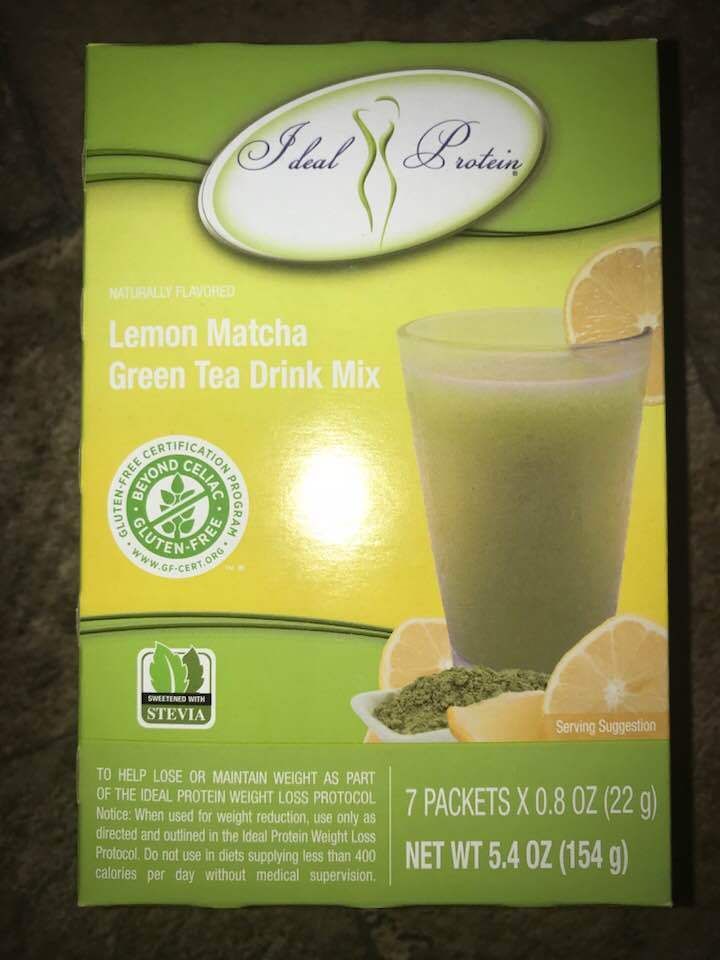 Ideal Protein®
NATURALLY FLAVORED
Lemon Matcha
Green Tea Drink Mix
GLUTEN-FREE CERTIFICATION PROGRAM
BEYOND CELIAC
GLUTEN-FREE
WWW.GF-CERT.ORG
SWEETENED WITH
STEVIA
Serving Suggestion
TO HELP LOSE OR MAINTAIN WEIGHT AS PART
OF THE IDEAL PROTEIN WEIGHT LOSS PROTOCOL
Notice: When used for weight reduction, use only as
directed and outlined in the Ideal Protein Weight Loss
Protocol. Do not use in diets supplying less than 400
calories per day without medical supervision.
7 PACKETS X 0.8 OZ (22 g)
NET WT 5.4 OZ (154 g)